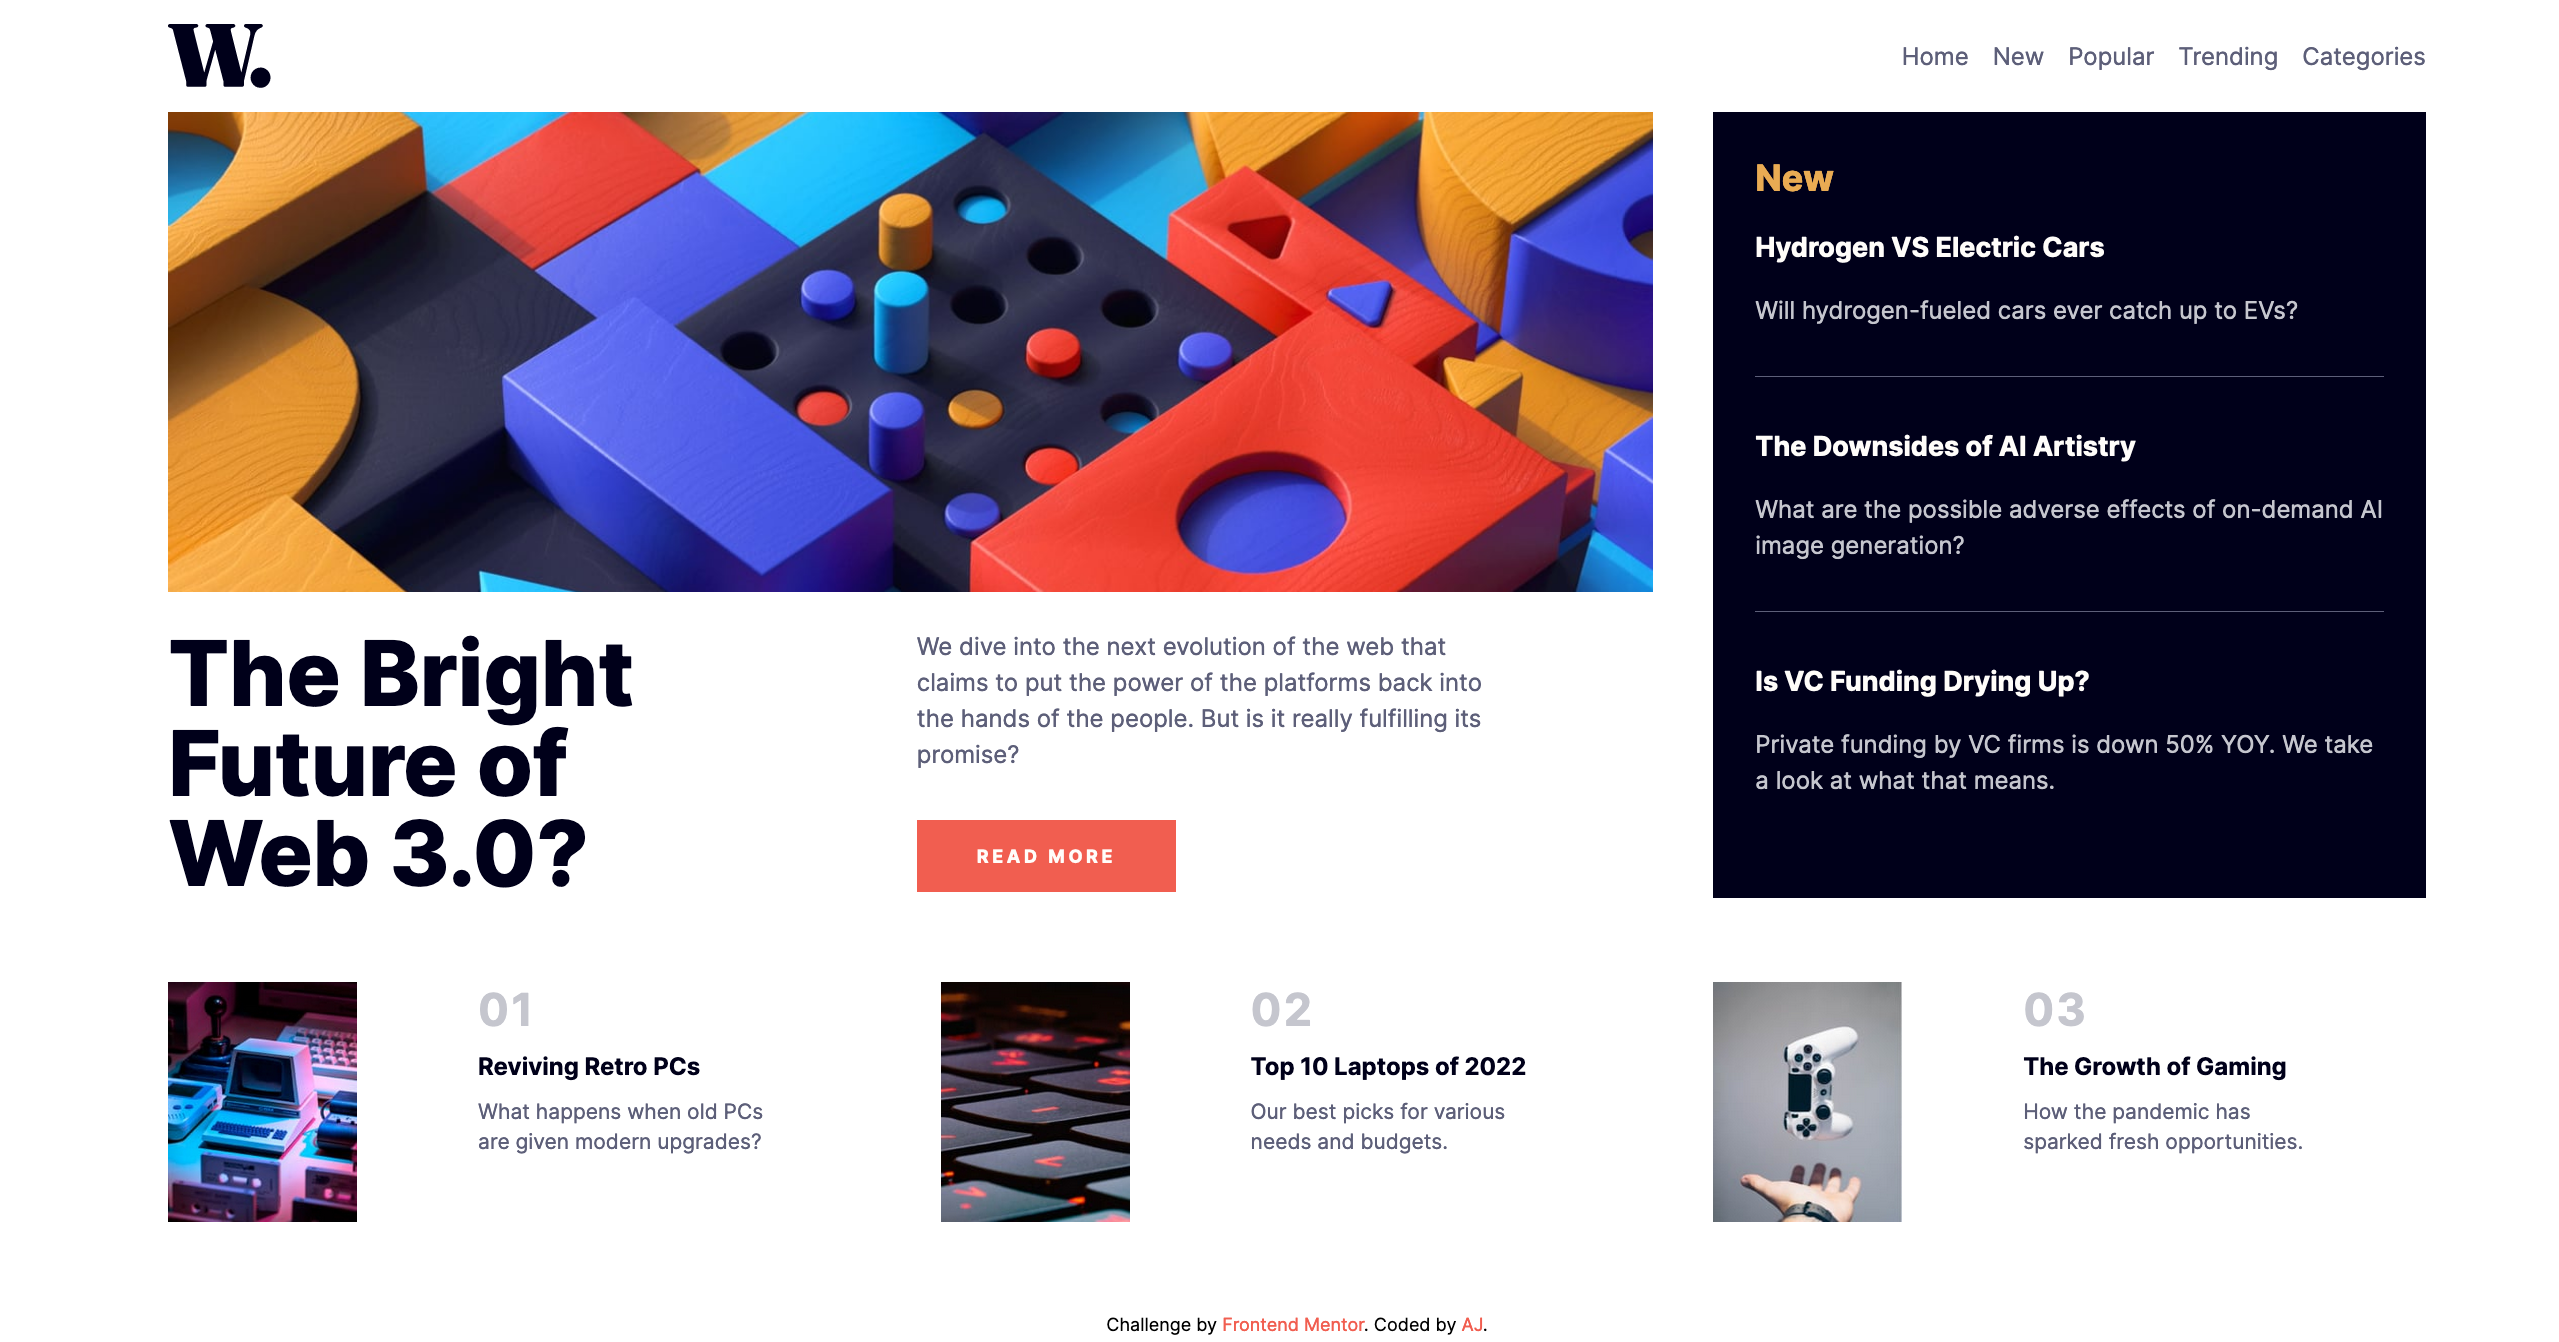 W.
Home New Popular Trending Categories
The Bright
Future of
Web 3.0?
We dive into the next evolution of the web that
claims to put the power of the platforms back into
the hands of the people. But is it really fulfilling its
promise?
READ MORE
New
Hydrogen VS Electric Cars
Will hydrogen-fueled cars ever catch up to EVs?
The Downsides of AI Artistry
What are the possible adverse effects of on-demand AI
image generation?
Is VC Funding Drying Up?
Private funding by VC firms is down 50% YOY. We take
a look at what that means.
01
Reviving Retro PCs
What happens when old PCs
are given modern upgrades?
02
Top 10 Laptops of 2022
Our best picks for various
needs and budgets.
03
The Growth of Gaming
How the pandemic has
sparked fresh opportunities.
Challenge by Frontend Mentor. Coded by AJ.